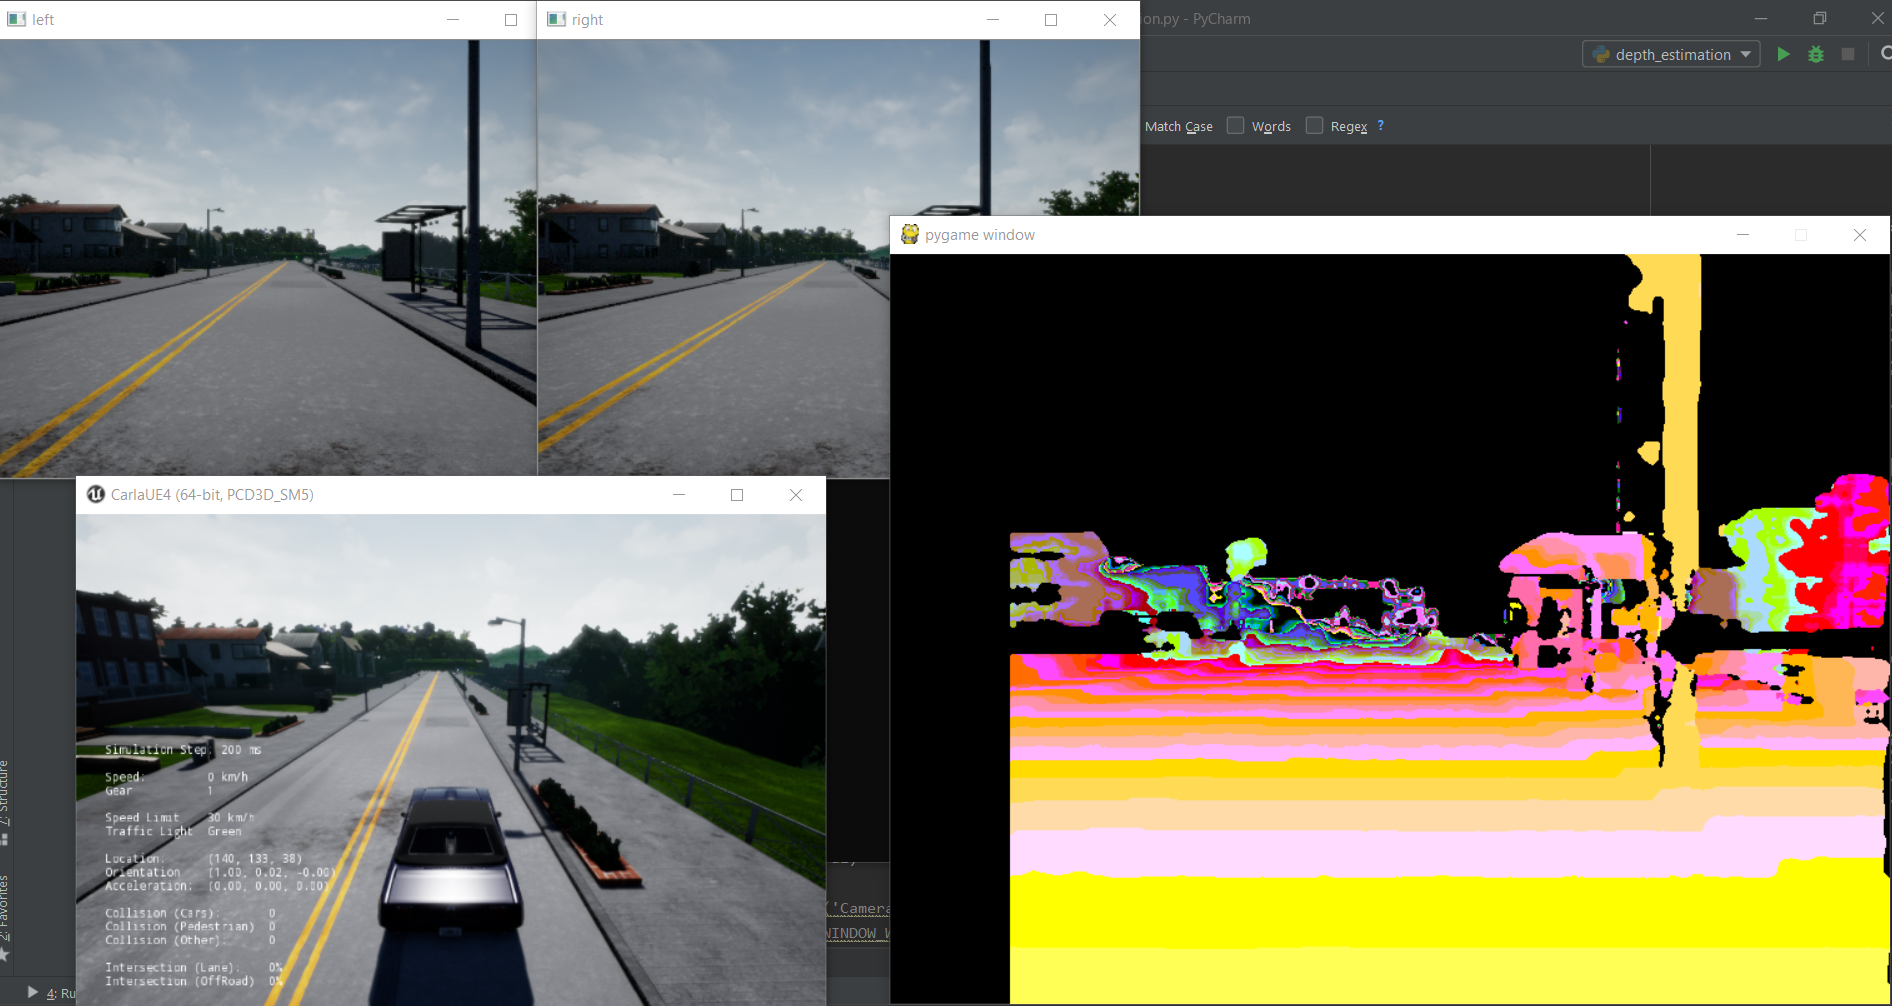 left
right
ion.py - PyCharm
depth_estimation
Match Case
Words
Regex
?
pygame window
CarlaUE4 (64-bit, PCD3D_SM5)
Simulation Step: 200 ms
Speed: 0 km/h
Gear 1
Speed Limit 30 km/h
Traffic Light Green
Location: (140, 133, 38)
Orientation (1.00, 0.02, -0.00)
Acceleration: (0.00, 0.00, 0.00)
Collision (Cars): 0
Collision (Pedestrian) 0
Collision (Other): 0
Intersection (Lane): 0%
Intersection (OffRoad) 0%
('Camera
WINDOW_W
7: Structure
2: Favorites
4: Ru